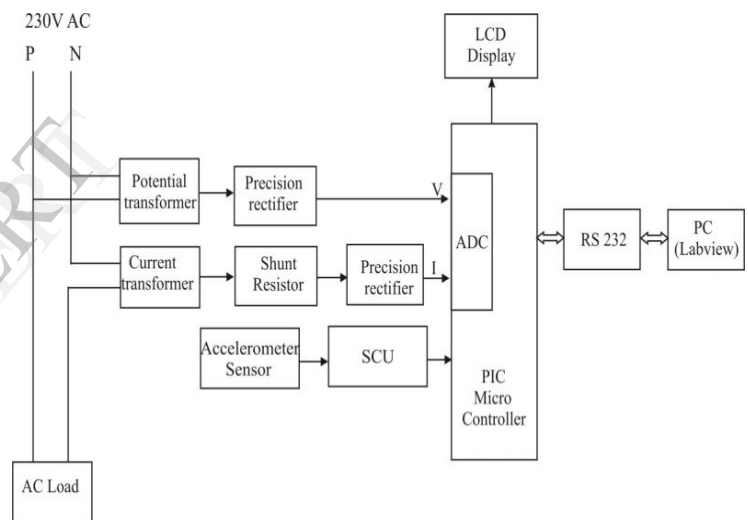 230V AC
P N
LCD
Display
Potential
transformer
Precision
rectifier
V
ADC
Current
transformer
Shunt
Resistor
Precision
rectifier
I
RS 232
PC
(Labview)
Accelerometer
Sensor
SCU
PIC
Micro
Controller
AC Load